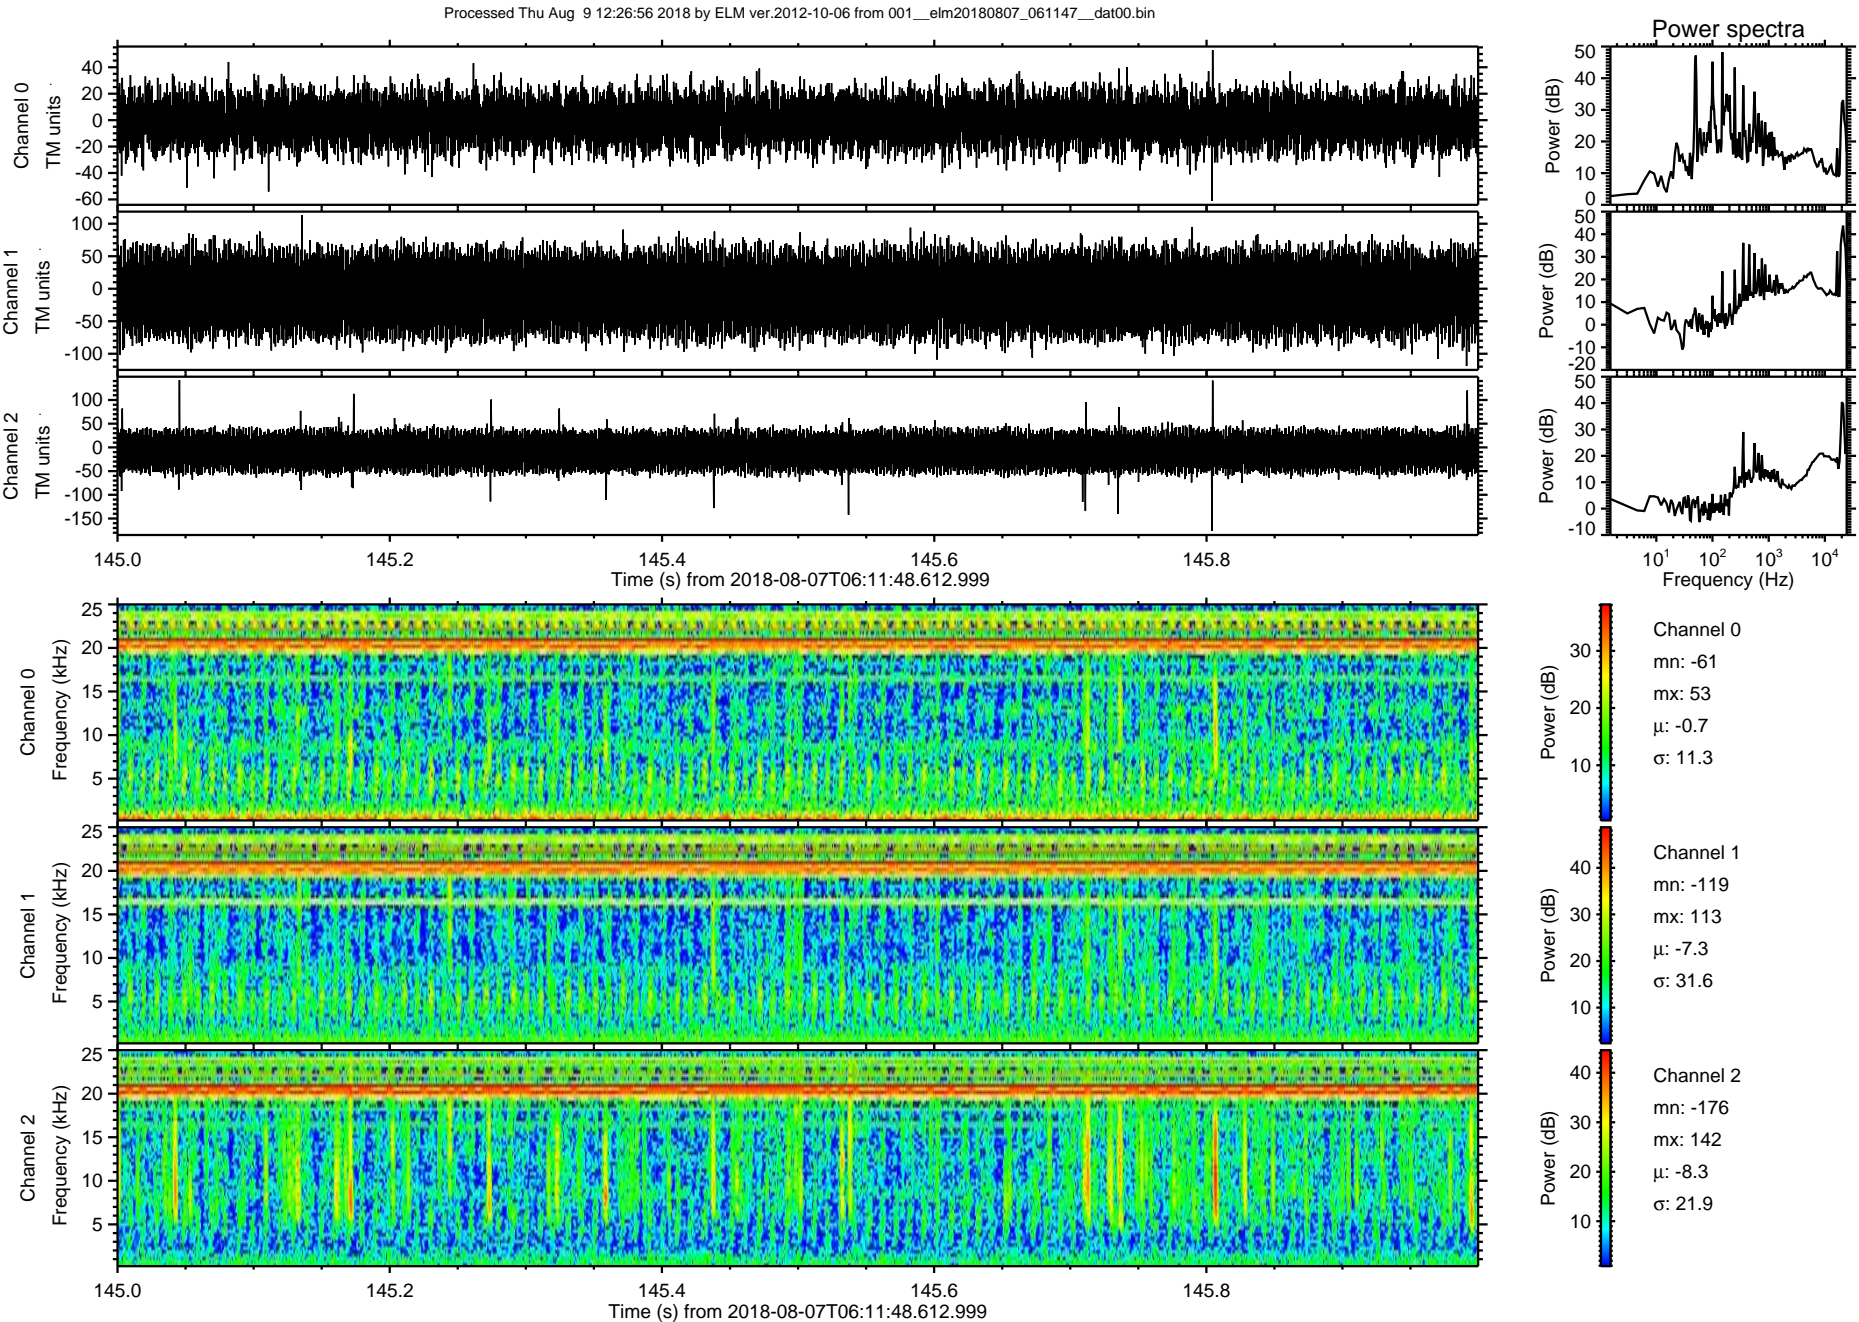 Processed Thu Aug  9 12:26:56 2018 by ELM ver.2012-10-06 from 001__elm20180807_061147__dat00.bin
Power spectra
Channel 0
TM units
40
20
0
-20
-40
-60
Power (dB)
50
40
30
20
10
0
Channel 1
TM units
100
50
0
-50
-100
Power (dB)
50
40
30
20
10
0
-10
-20
Channel 2
TM units
100
50
0
-50
-100
-150
Power (dB)
50
40
30
20
10
0
-10
145.0 145.2 145.4 145.6 145.8
Time (s) from 2018-08-07T06:11:48.612.999
10¹ 10² 10³ 10⁴
Frequency (Hz)
Channel 0
Frequency (kHz)
25
20
15
10
5
Power (dB)
30
20
10
Channel 0
mn: -61
mx: 53
μ: -0.7
σ: 11.3
Channel 1
Frequency (kHz)
25
20
15
10
5
Power (dB)
40
30
20
10
Channel 1
mn: -119
mx: 113
μ: -7.3
σ: 31.6
Channel 2
Frequency (kHz)
25
20
15
10
5
Power (dB)
40
30
20
10
Channel 2
mn: -176
mx: 142
μ: -8.3
σ: 21.9
145.0 145.2 145.4 145.6 145.8
Time (s) from 2018-08-07T06:11:48.612.999